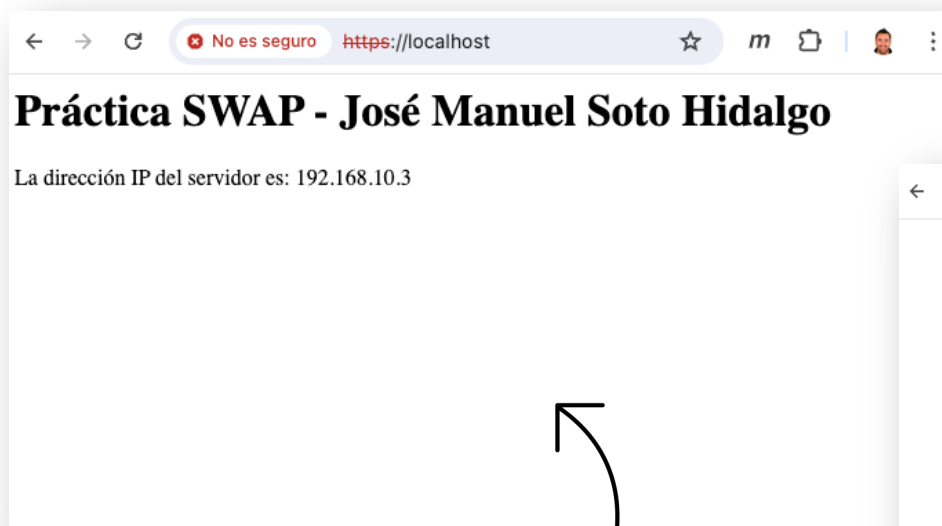 No es seguro https://localhost
m
Práctica SWAP - José Manuel Soto Hidalgo
La dirección IP del servidor es: 192.168.10.3